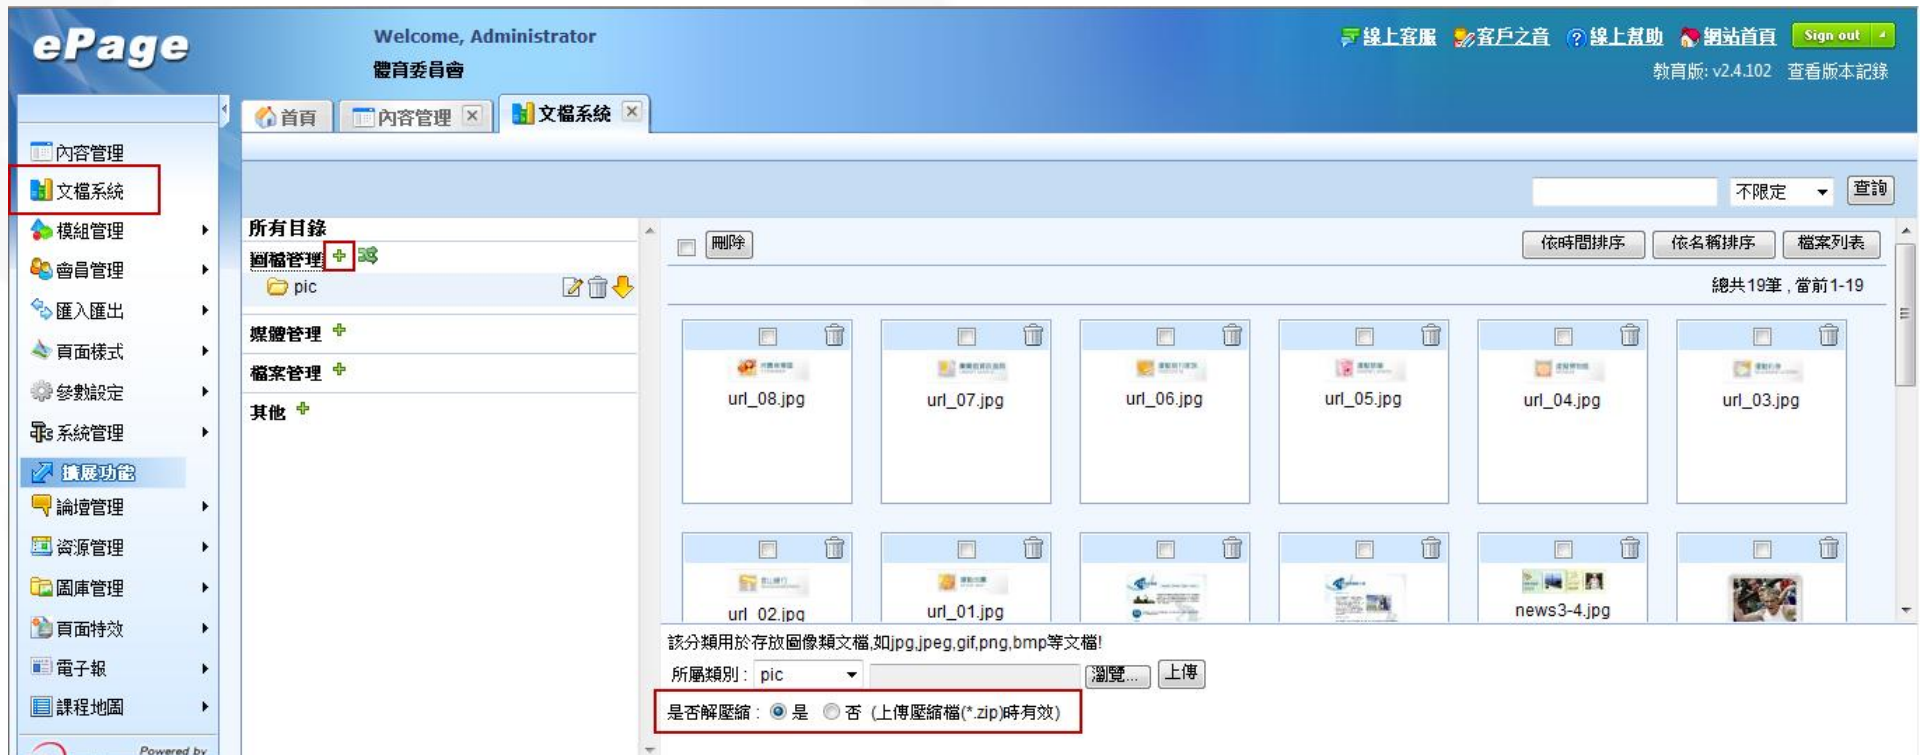 ePage
Welcome, Administrator
體育委員會
線上客服 客戶之音 線上幫助 網站首頁 Sign out
教育版: v2.4.102 查看版本記錄
首頁 內容管理 文檔系統
內容管理
文檔系統
模組管理
會員管理
匯入匯出
頁面樣式
參數設定
系統管理
擴展功能
論壇管理
資源管理
圖庫管理
頁面特效
電子報
課程地圖
Powered by
不限定 查詢
所有目錄
圖檔管理
pic
媒體管理
檔案管理
其他
刪除 依時間排序 依名稱排序 檔案列表
總共19筆 , 當前1-19
url_08.jpg url_07.jpg url_06.jpg url_05.jpg url_04.jpg url_03.jpg
url_02.jpg url_01.jpg news3-4.jpg
該分類用於存放圖像類文檔,如jpg,jpeg,gif,png,bmp等文檔!
所屬類別 : pic 瀏覽... 上傳
是否解壓縮 : 是 否 (上傳壓縮檔(*.zip)時有效)